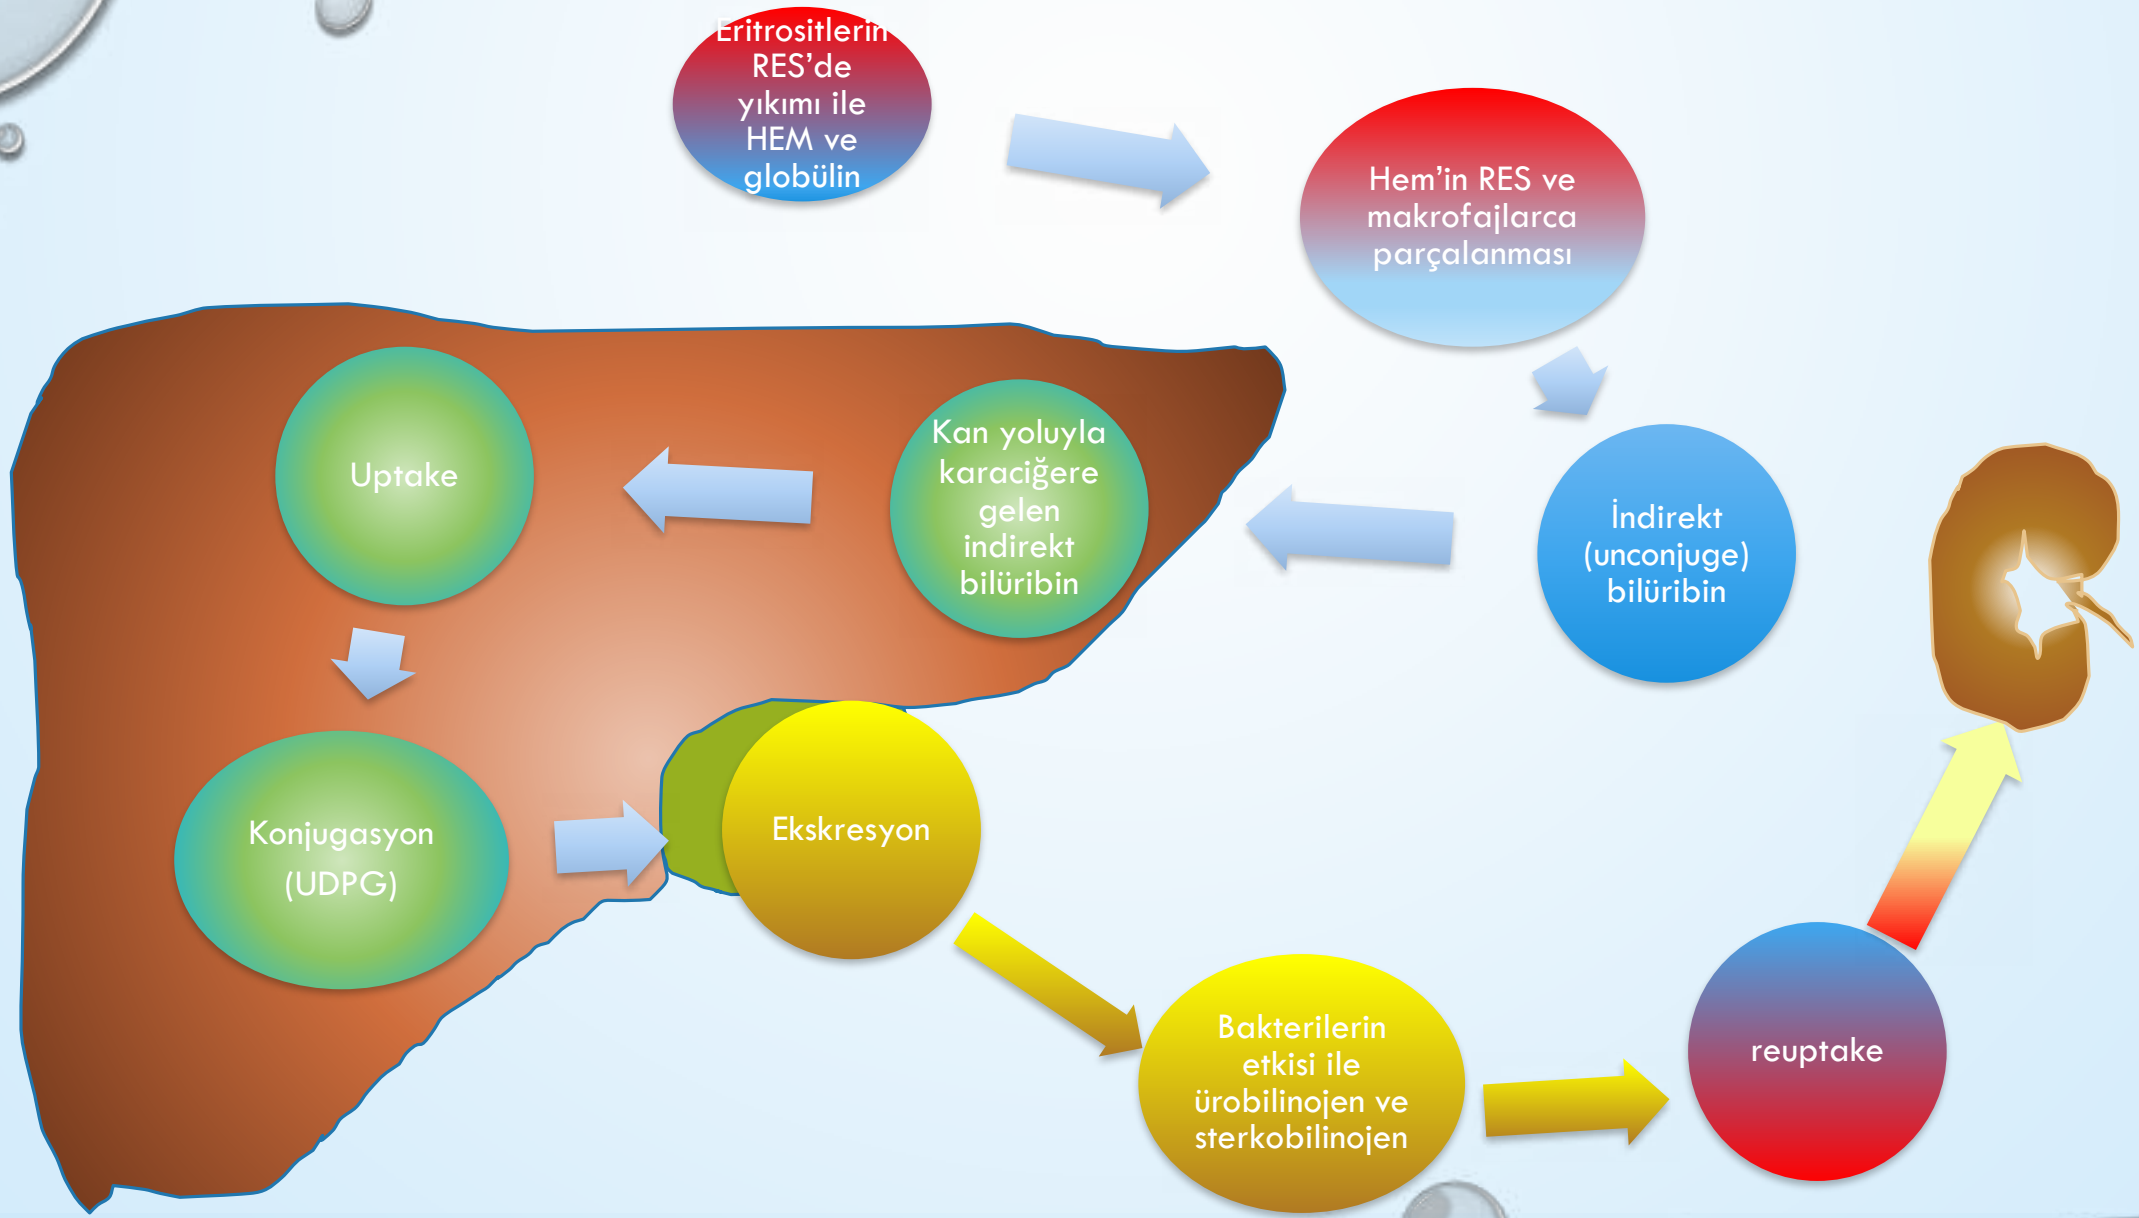 Eritrositlerin
RES’de
yıkımı ile
HEM ve
globülin
Hem’in RES ve
makrofajlarca
parçalanması
İndirekt
(unconjuge)
bilüribin
Kan yoluyla
karaciğere
gelen
indirekt
bilüribin
Uptake
Konjugasyon
(UDPG)
Ekskresyon
Bakterilerin
etkisi ile
ürobilinojen ve
sterkobilinojen
reuptake